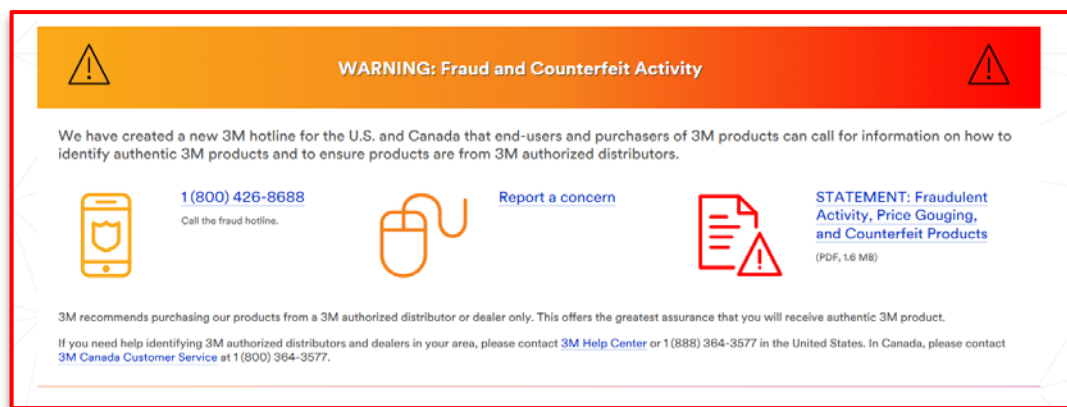 WARNING: Fraud and Counterfeit Activity
We have created a new 3M hotline for the U.S. and Canada that end-users and purchasers of 3M products can call for information on how to
identify authentic 3M products and to ensure products are from 3M authorized distributors.
1 (800) 426-8688
Call the fraud hotline.
Report a concern
STATEMENT: Fraudulent
Activity, Price Gouging,
and Counterfeit Products
(PDF, 1.6 MB)
3M recommends purchasing our products from a 3M authorized distributor or dealer only. This offers the greatest assurance that you will receive authentic 3M product.
If you need help identifying 3M authorized distributors and dealers in your area, please contact 3M Help Center or 1 (888) 364-3577 in the United States. In Canada, please contact
3M Canada Customer Service at 1 (800) 364-3577.